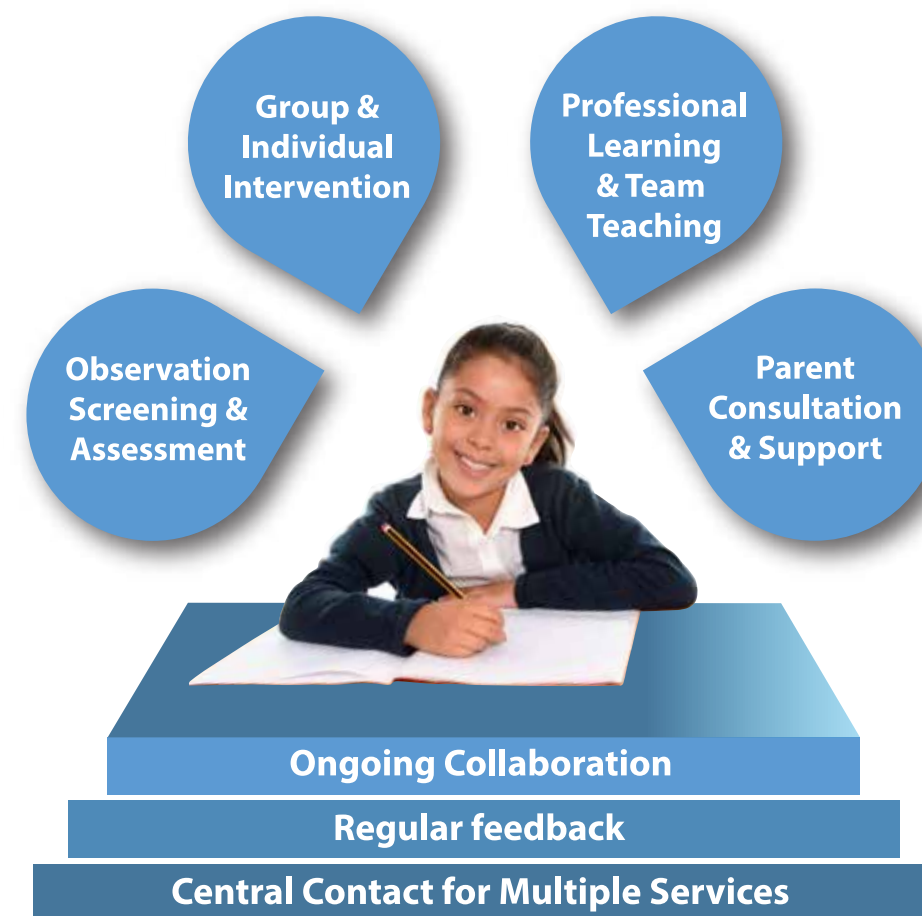 Group &
Individual
Intervention
Professional
Learning
& Team
Teaching
Observation
Screening &
Assessment
Parent
Consultation
& Support
Ongoing Collaboration
Regular feedback
Central Contact for Multiple Services